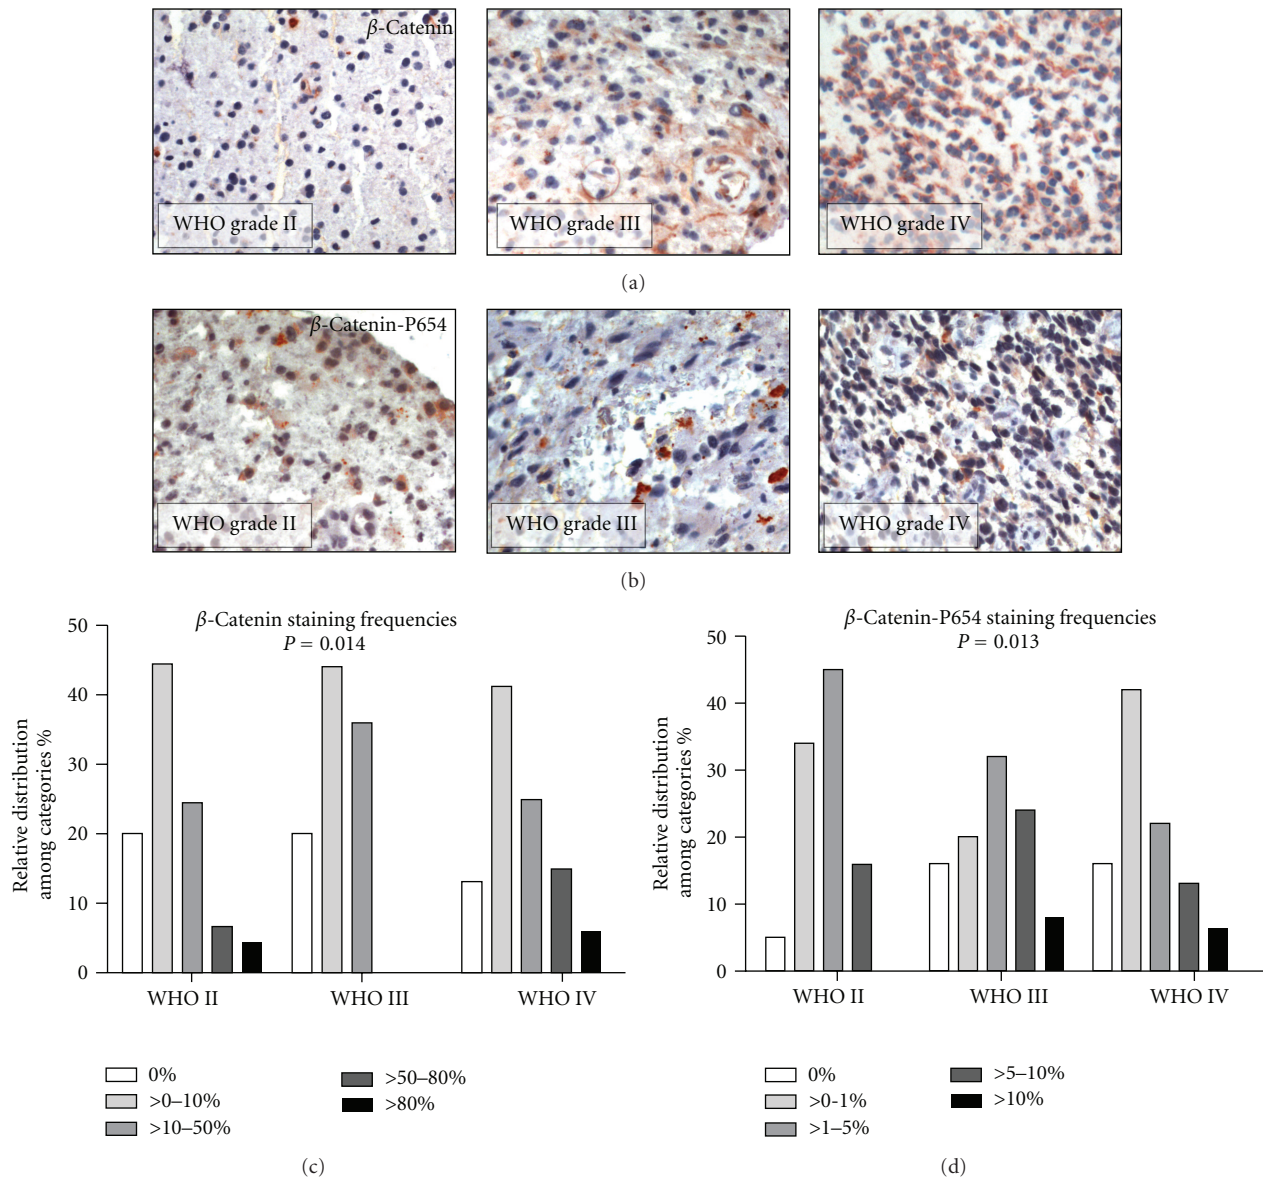 β-Catenin
WHO grade II
WHO grade III
WHO grade IV
(a)
β-Catenin-P654
WHO grade II
WHO grade III
WHO grade IV
(b)
β-Catenin staining frequencies
P = 0.014
Relative distribution
among categories %
50
40
30
20
10
0
WHO II
WHO III
WHO IV
0%
>0–10%
>10–50%
>50–80%
>80%
(c)
β-Catenin-P654 staining frequencies
P = 0.013
Relative distribution
among categories %
50
40
30
20
10
0
WHO II
WHO III
WHO IV
0%
>0-1%
>1–5%
>5–10%
>10%
(d)